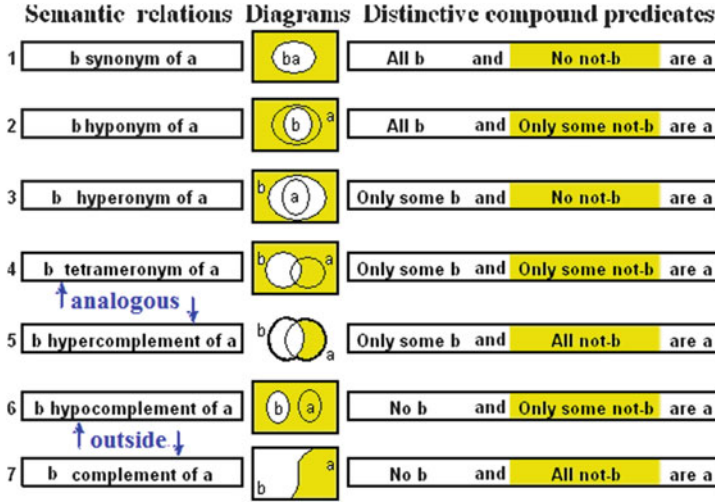 Semantic relations Diagrams Distinctive compound predicates
1 b synonym of a ba All b and No not-b are a
2 b hyponym of a b a All b and Only some not-b are a
3 b hyperonym of a b a Only some b and No not-b are a
4 b tetrameronym of a b a Only some b and Only some not-b are a
analogous
5 b hypercomplement of a b a Only some b and All not-b are a
6 b hypocomplement of a b a No b and Only some not-b are a
outside
7 b complement of a b a No b and All not-b are a